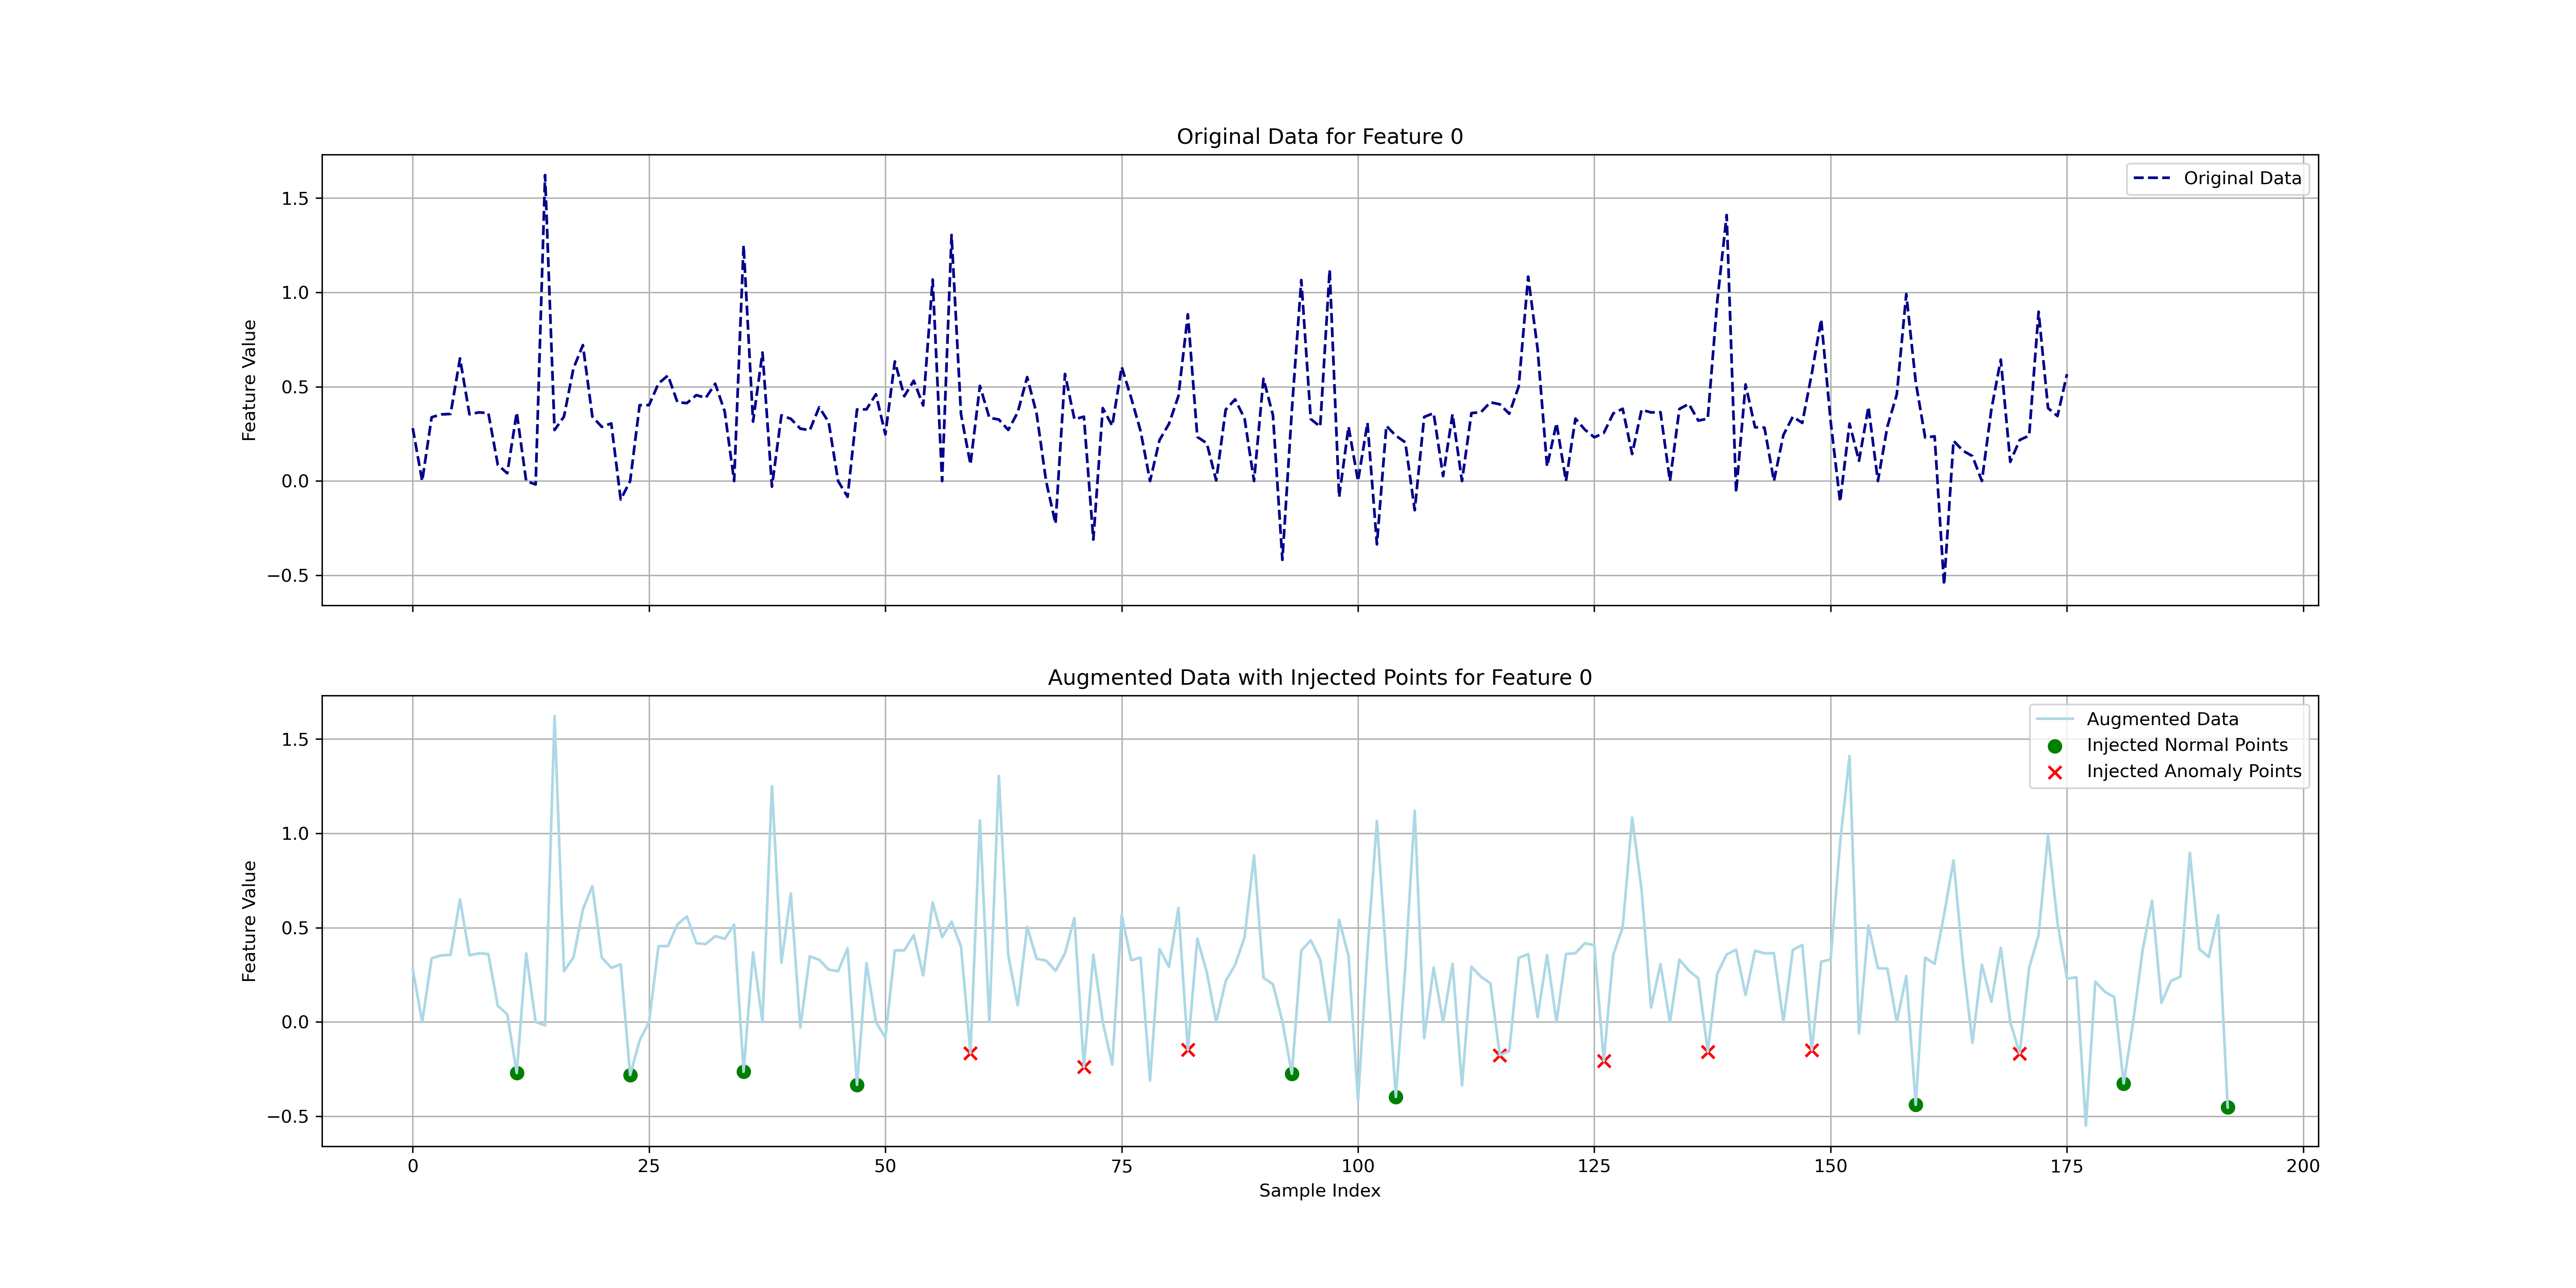 Original Data for Feature 0
Original Data
Feature Value
1.5
1.0
0.5
0.0
−0.5
Augmented Data with Injected Points for Feature 0
Augmented Data
Injected Normal Points
Injected Anomaly Points
Feature Value
1.5
1.0
0.5
0.0
−0.5
0 25 50 75 100 125 150 175 200
Sample Index